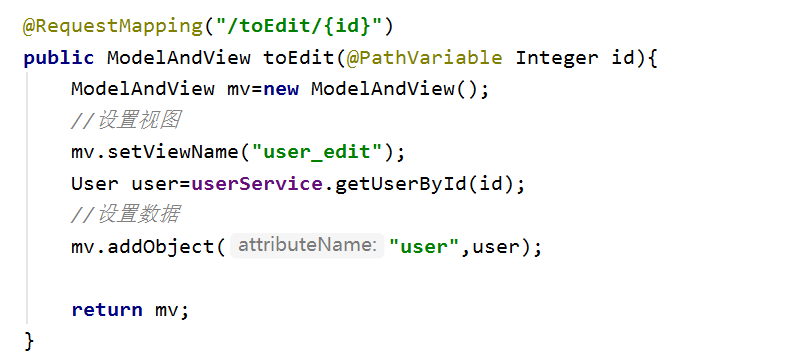 @RequestMapping("/toEdit/{id}")
public ModelAndView toEdit(@PathVariable Integer id){
ModelAndView mv=new ModelAndView();
//设置视图
mv.setViewName("user_edit");
User user=userService.getUserById(id);
//设置数据
mv.addObject( attributeName: "user",user);
return mv;
}